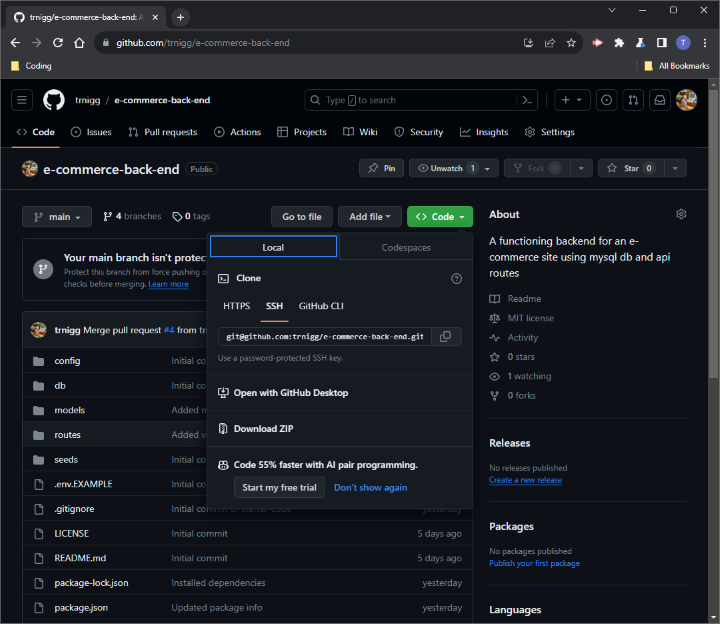 trnigg/e-commerce-back-end: A
github.com/trnigg/e-commerce-back-end
T
Coding
All Bookmarks
trnigg / e-commerce-back-end
Type / to search
Code
Issues
Pull requests
Actions
Projects
Wiki
Security
Insights
Settings
e-commerce-back-end
Public
Pin
Unwatch 1
Fork 0
Star 0
main
4 branches
0 tags
Go to file
Add file
Code
Your main branch isn't protec
Protect this branch from force pushing o
checks before merging. Learn more
trnigg Merge pull request #4 from tr
config Initial co
db Initial co
models Added m
routes Added v
seeds Initial co
.env.EXAMPLE Initial co
.gitignore Initial commit of starter-code yesterday
LICENSE Initial commit 5 days ago
README.md Initial commit 5 days ago
package-lock.json Installed dependencies yesterday
package.json Updated package info yesterday
Local
Codespaces
Clone
HTTPS
SSH
GitHub CLI
git@github.com:trnigg/e-commerce-back-end.git
Use a password-protected SSH key.
Open with GitHub Desktop
Download ZIP
Code 55% faster with AI pair programming.
Start my free trial
Don't show again
About
A functioning backend for an e-
commerce site using mysql db and api
routes
Readme
MIT license
Activity
0 stars
1 watching
0 forks
Releases
No releases published
Create a new release
Packages
No packages published
Publish your first package
Languages